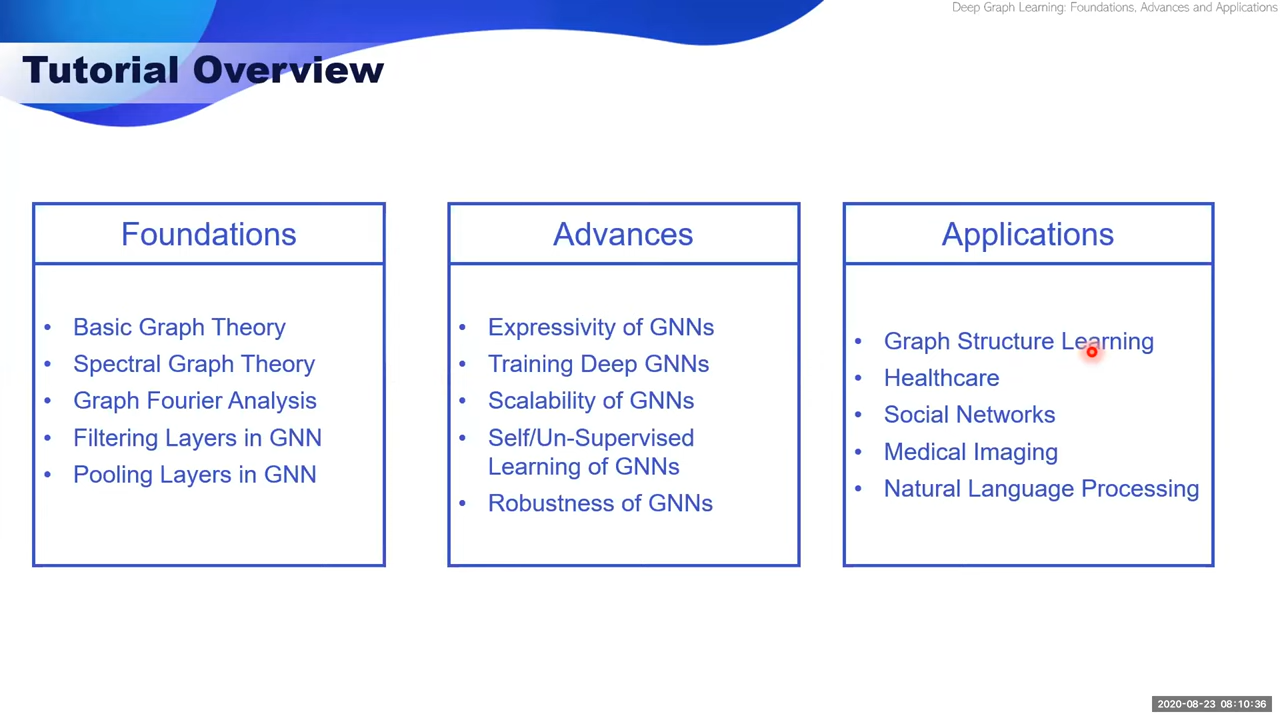 Deep Graph Learning: Foundations, Advances and Applications
Tutorial Overview
Foundations
• Basic Graph Theory
• Spectral Graph Theory
• Graph Fourier Analysis
• Filtering Layers in GNN
• Pooling Layers in GNN
Advances
• Expressivity of GNNs
• Training Deep GNNs
• Scalability of GNNs
• Self/Un-Supervised
Learning of GNNs
• Robustness of GNNs
Applications
• Graph Structure Learning
• Healthcare
• Social Networks
• Medical Imaging
• Natural Language Processing
2020-08-23 08:10:36